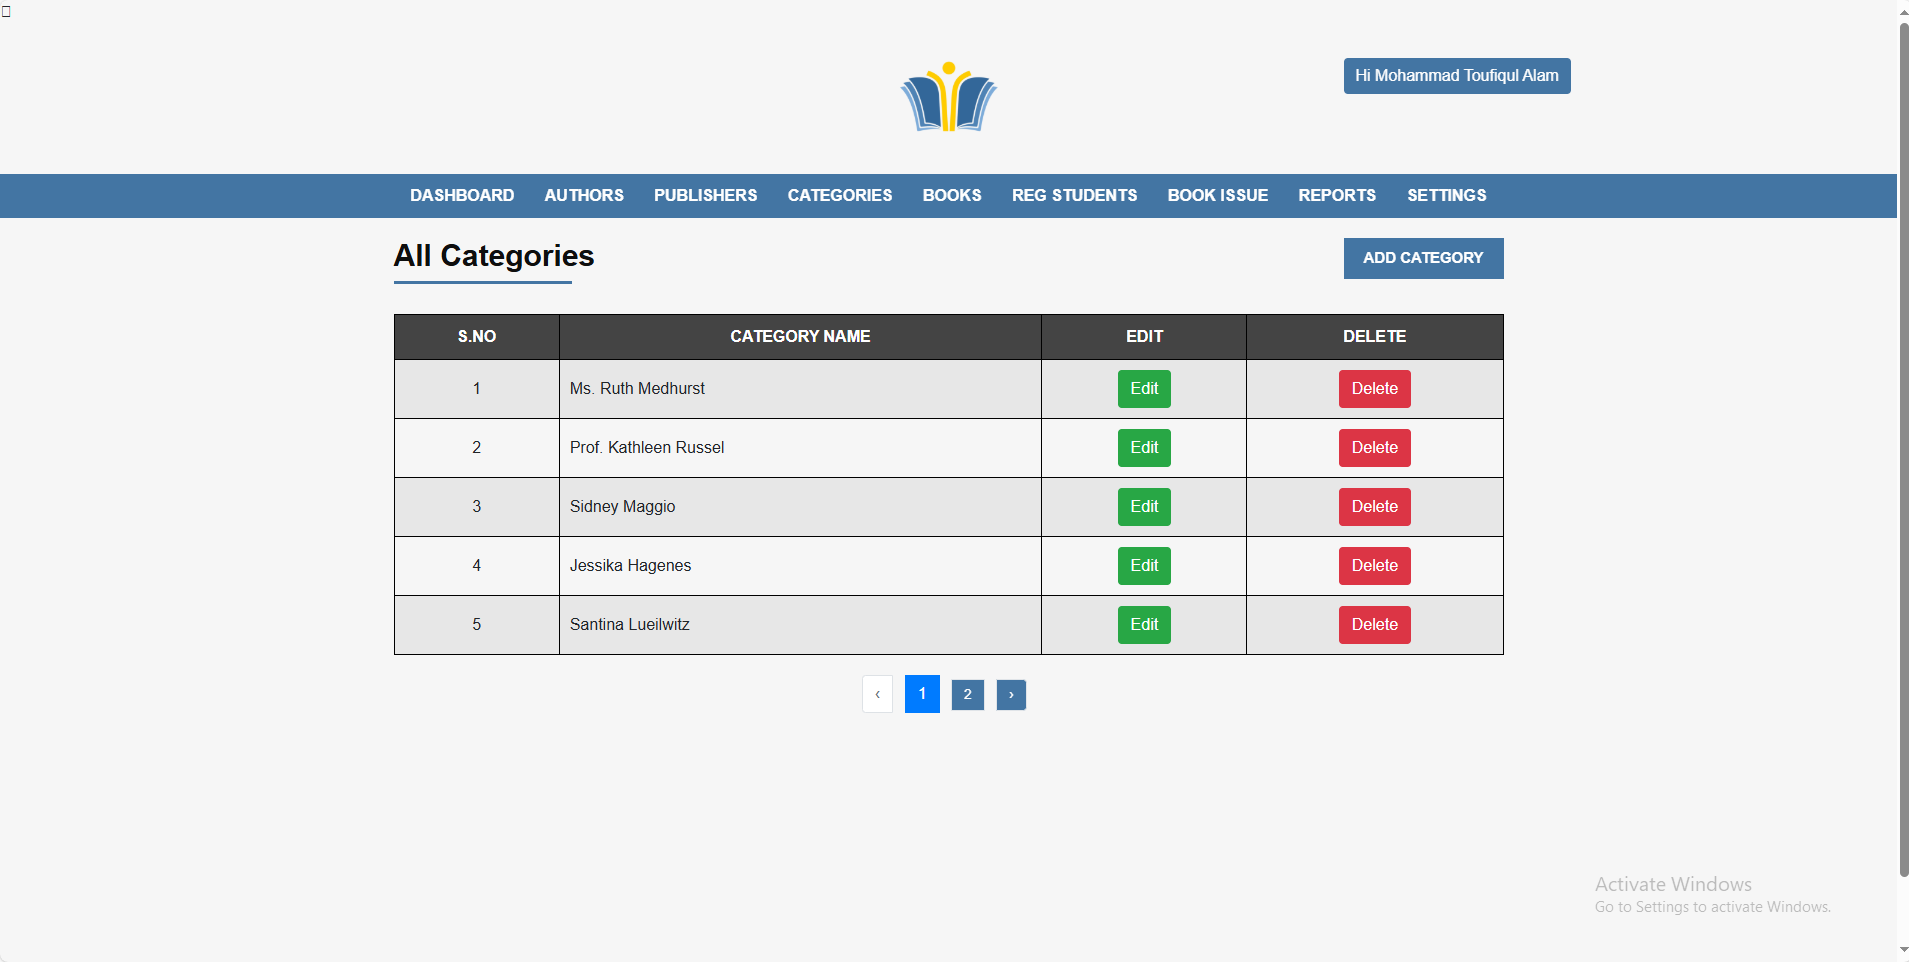 Hi Mohammad Toufiqul Alam
DASHBOARD AUTHORS PUBLISHERS CATEGORIES BOOKS REG STUDENTS BOOK ISSUE REPORTS SETTINGS
All Categories
ADD CATEGORY
S.NO CATEGORY NAME EDIT DELETE
1 Ms. Ruth Medhurst Edit Delete
2 Prof. Kathleen Russel Edit Delete
3 Sidney Maggio Edit Delete
4 Jessika Hagenes Edit Delete
5 Santina Lueilwitz Edit Delete
‹ 1 2 ›
Activate Windows
Go to Settings to activate Windows.